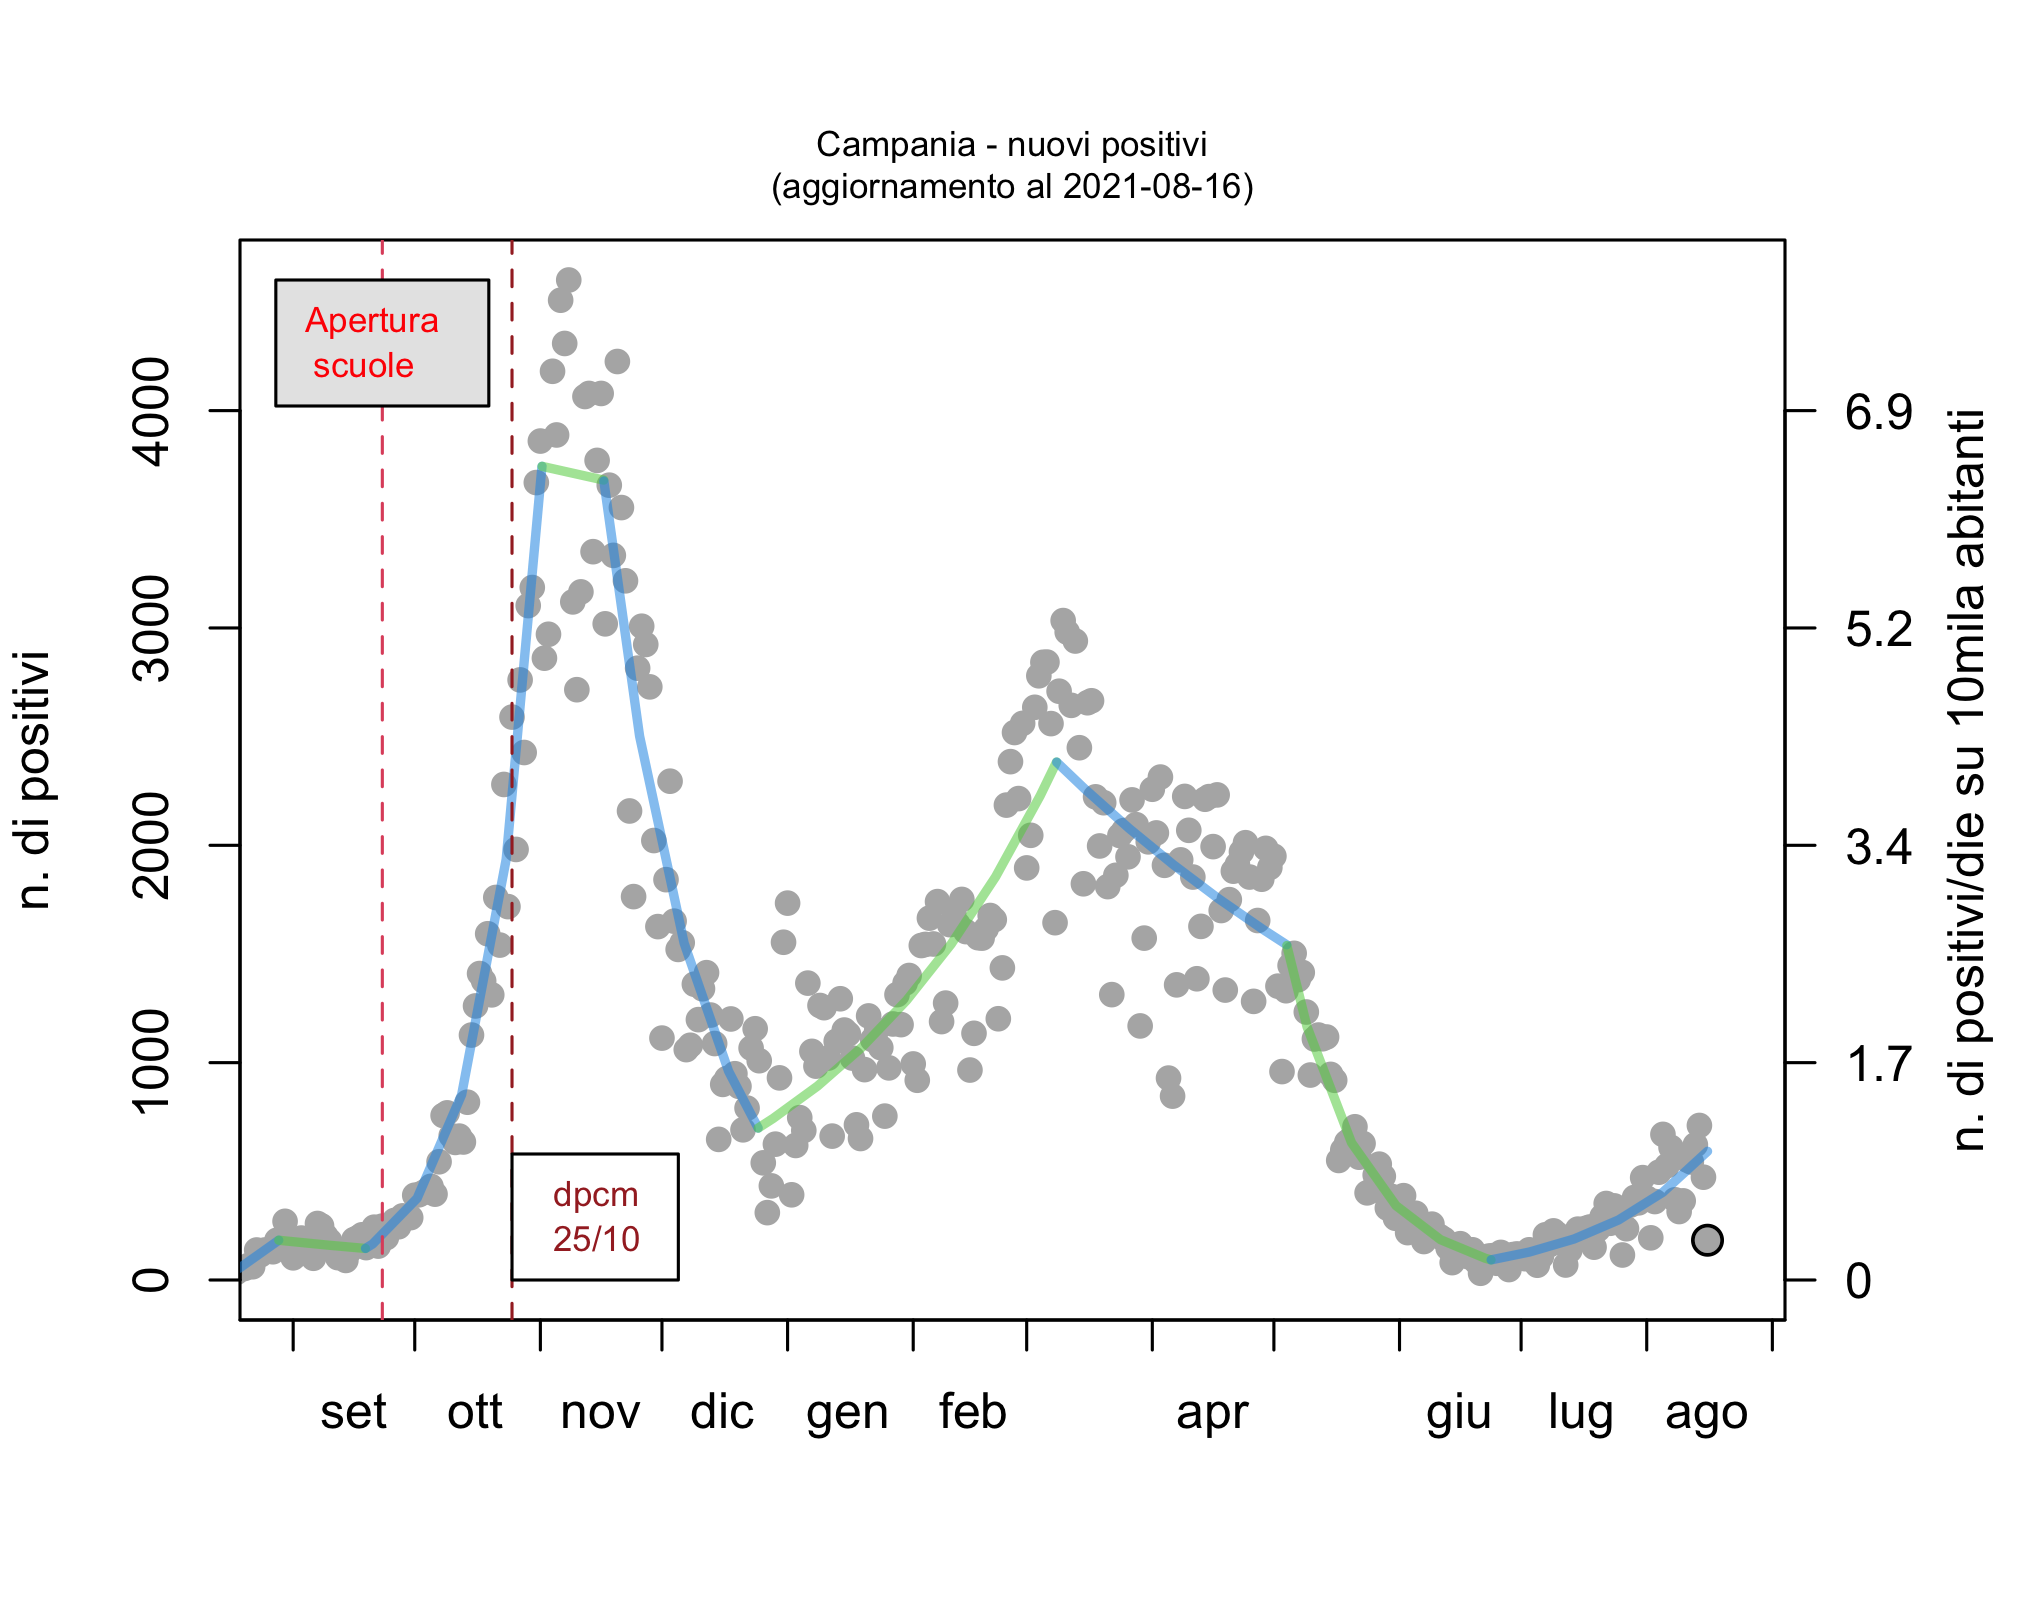 Campania - nuovi positivi
(aggiornamento al 2021-08-16)
Apertura
scuole
dpcm
25/10
n. di positivi
0
1000
2000
3000
4000
n. di positivi/die su 10mila abitanti
0
1.7
3.4
5.2
6.9
set ott nov dic gen feb apr giu lug ago